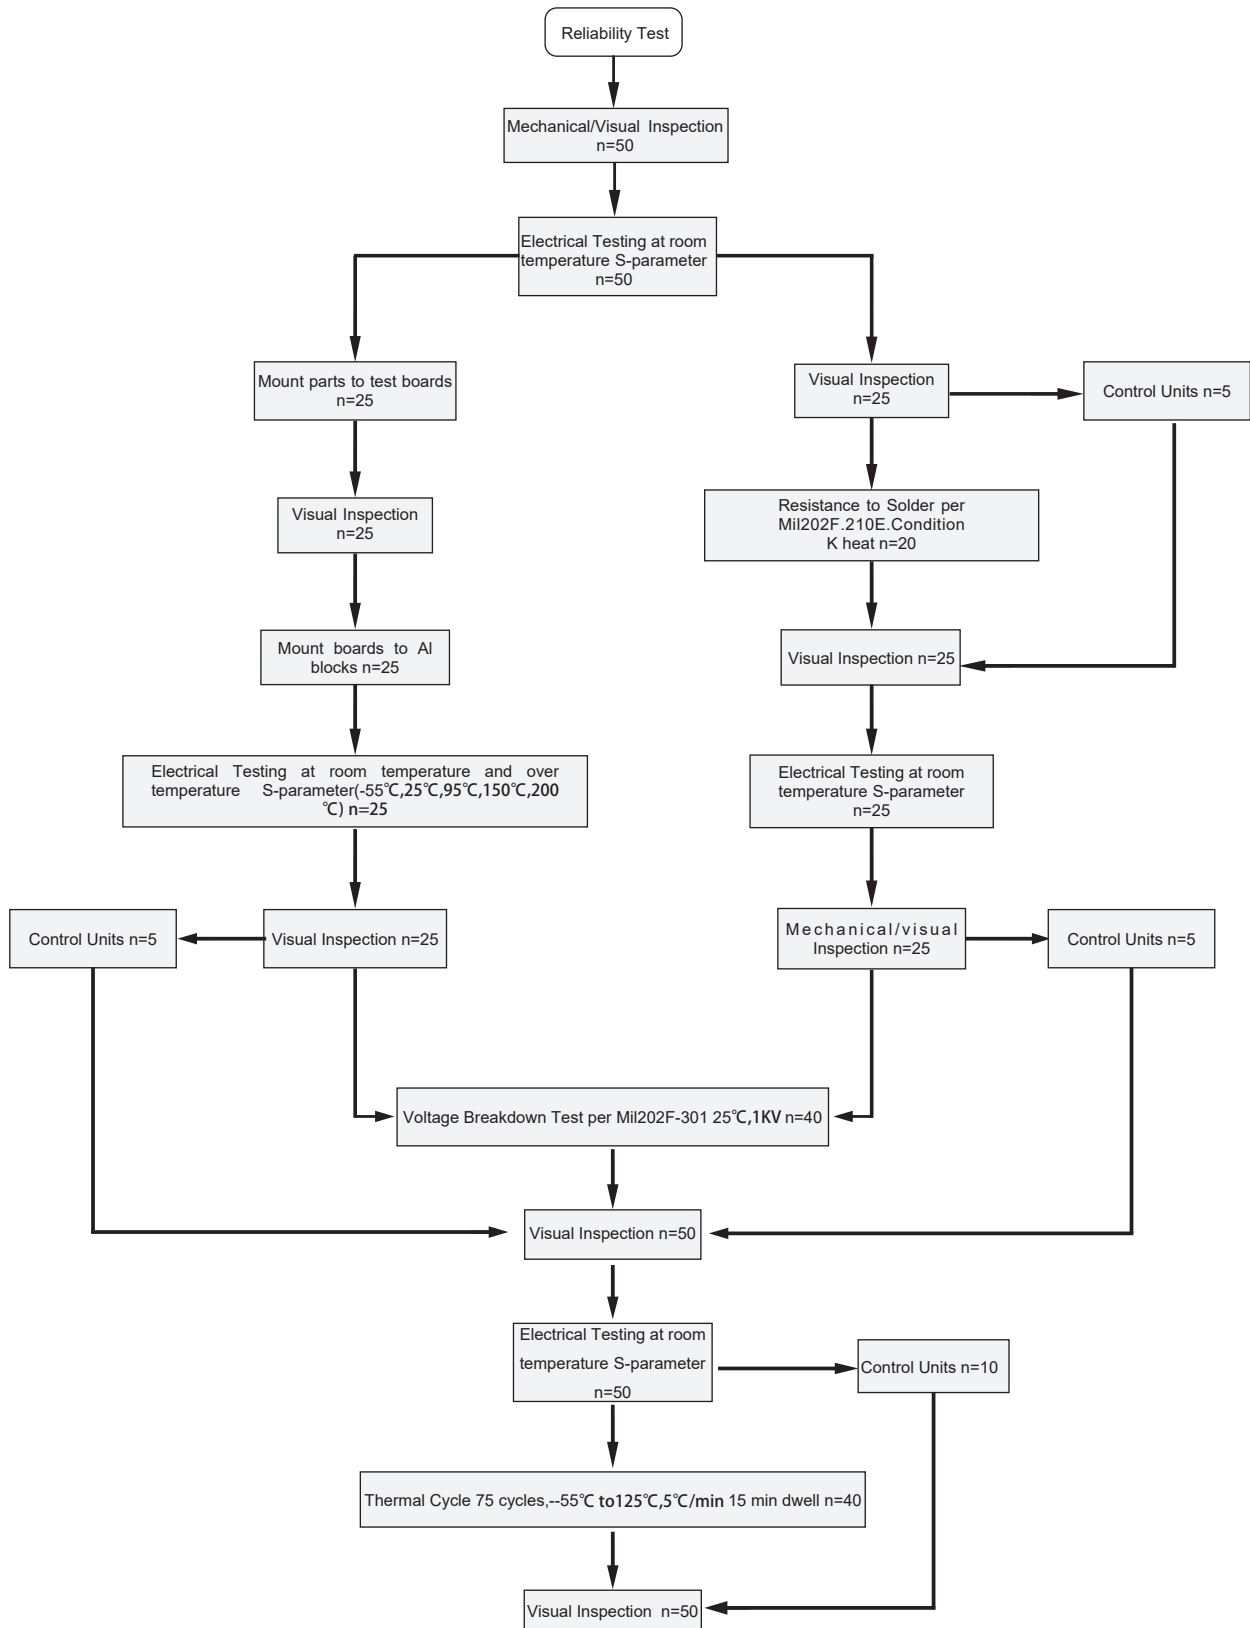 Reliability Test
Mechanical/Visual Inspection
n=50
Electrical Testing at room
temperature S-parameter
n=50
Mount parts to test boards
n=25
Visual Inspection
n=25
Control Units n=5
Visual Inspection
n=25
Resistance to Solder per
Mil202F.210E.Condition
K heat n=20
Mount boards to Al
blocks n=25
Visual Inspection n=25
Electrical Testing at room temperature and over
temperature S-parameter(-55℃,25℃,95℃,150℃,200
℃) n=25
Electrical Testing at room
temperature S-parameter
n=25
Control Units n=5
Visual Inspection n=25
Mechanical/visual
Inspection n=25
Control Units n=5
Voltage Breakdown Test per Mil202F-301 25℃,1KV n=40
Visual Inspection n=50
Electrical Testing at room
temperature S-parameter
n=50
Control Units n=10
Thermal Cycle 75 cycles,--55℃ to125℃,5℃/min 15 min dwell n=40
Visual Inspection n=50